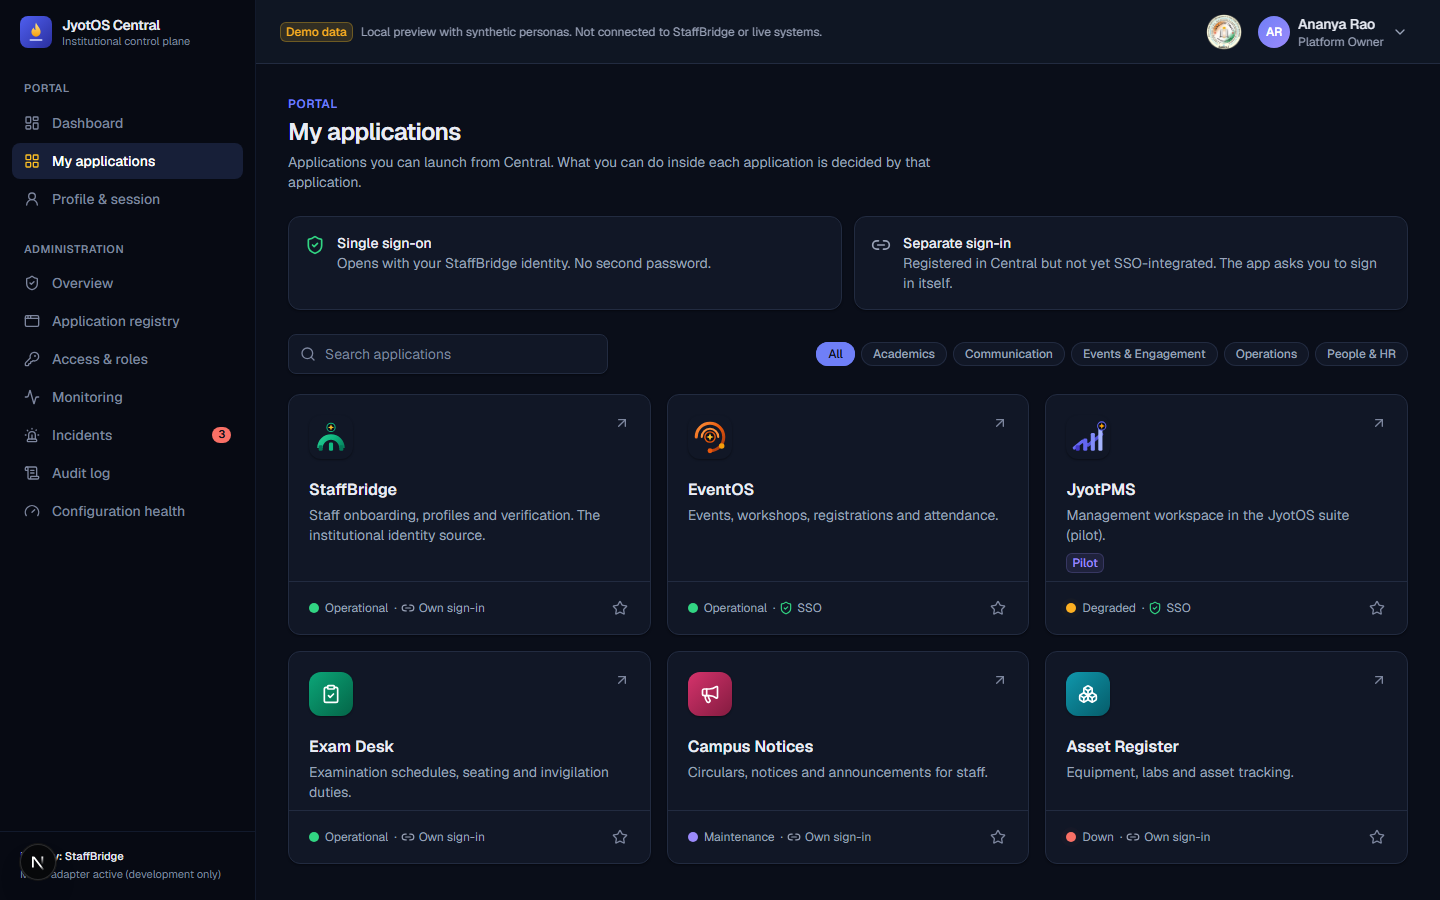 JyotOS Central
Institutional control plane
PORTAL
Dashboard
My applications
Profile & session
ADMINISTRATION
Overview
Application registry
Access & roles
Monitoring
Incidents
3
Audit log
Configuration health
N
y: StaffBridge
adapter active (development only)
Demo data
Local preview with synthetic personas. Not connected to StaffBridge or live systems.
AR
Ananya Rao
Platform Owner
PORTAL
My applications
Applications you can launch from Central. What you can do inside each application is decided by that
application.
Single sign-on
Opens with your StaffBridge identity. No second password.
Separate sign-in
Registered in Central but not yet SSO-integrated. The app asks you to sign
in itself.
Search applications
All
Academics
Communication
Events & Engagement
Operations
People & HR
StaffBridge
Staff onboarding, profiles and verification. The
institutional identity source.
Operational · Own sign-in
EventOS
Events, workshops, registrations and attendance.
Operational · SSO
JyotPMS
Management workspace in the JyotOS suite
(pilot).
Pilot
Degraded · SSO
Exam Desk
Examination schedules, seating and invigilation
duties.
Operational · Own sign-in
Campus Notices
Circulars, notices and announcements for staff.
Maintenance · Own sign-in
Asset Register
Equipment, labs and asset tracking.
Down · Own sign-in